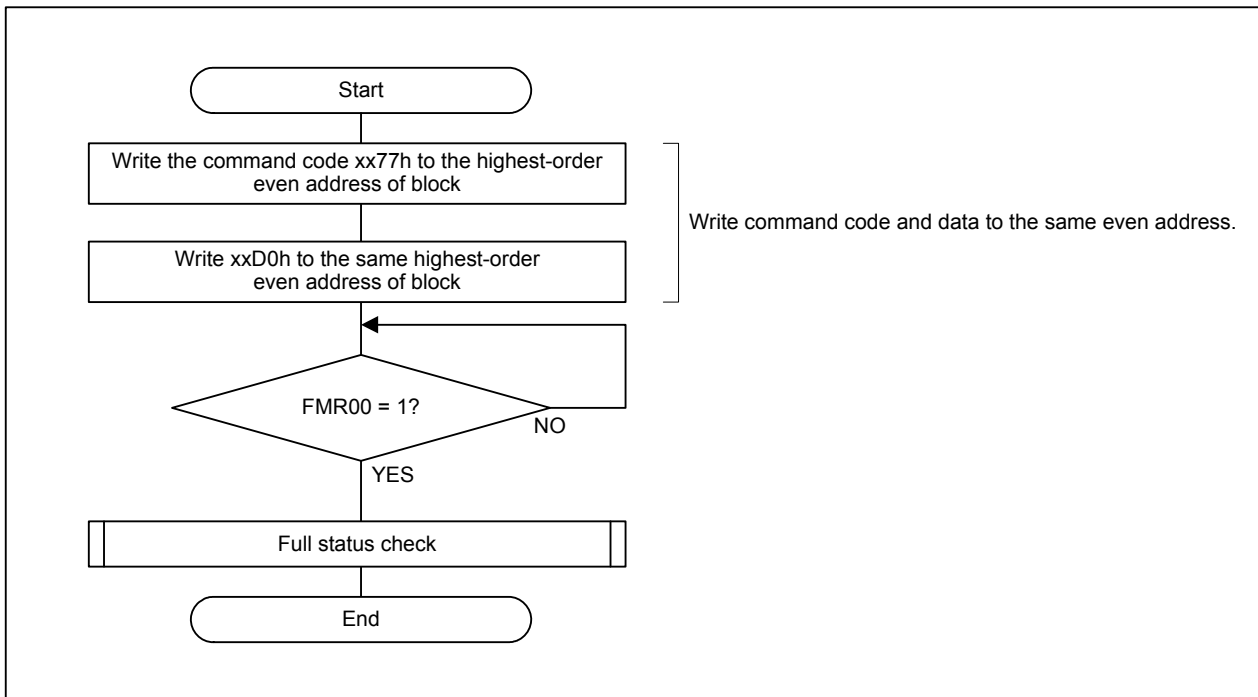 Start
Write the command code xx77h to the highest-order
even address of block
Write command code and data to the same even address.
Write xxD0h to the same highest-order
even address of block
FMR00 = 1?
NO
YES
Full status check
End